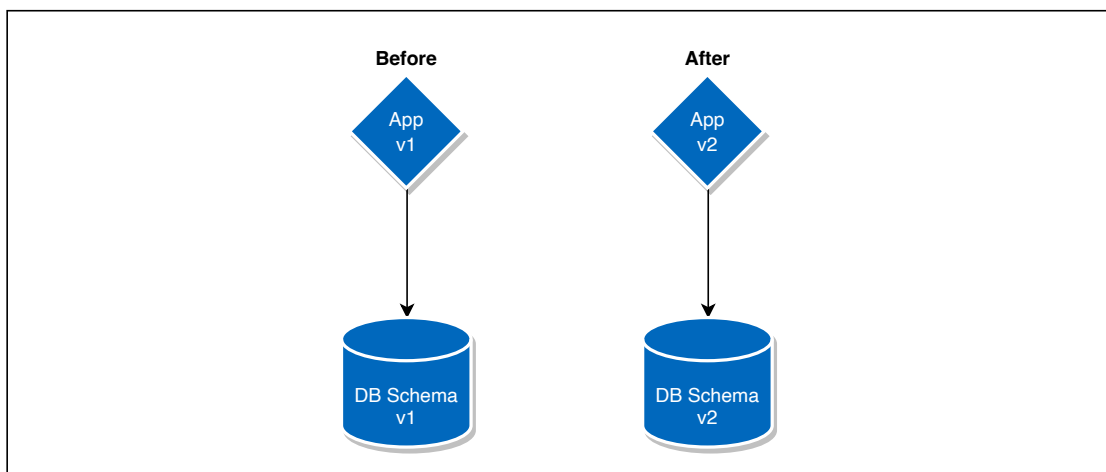 Before
App
v1
DB Schema
v1
After
App
v2
DB Schema
v2